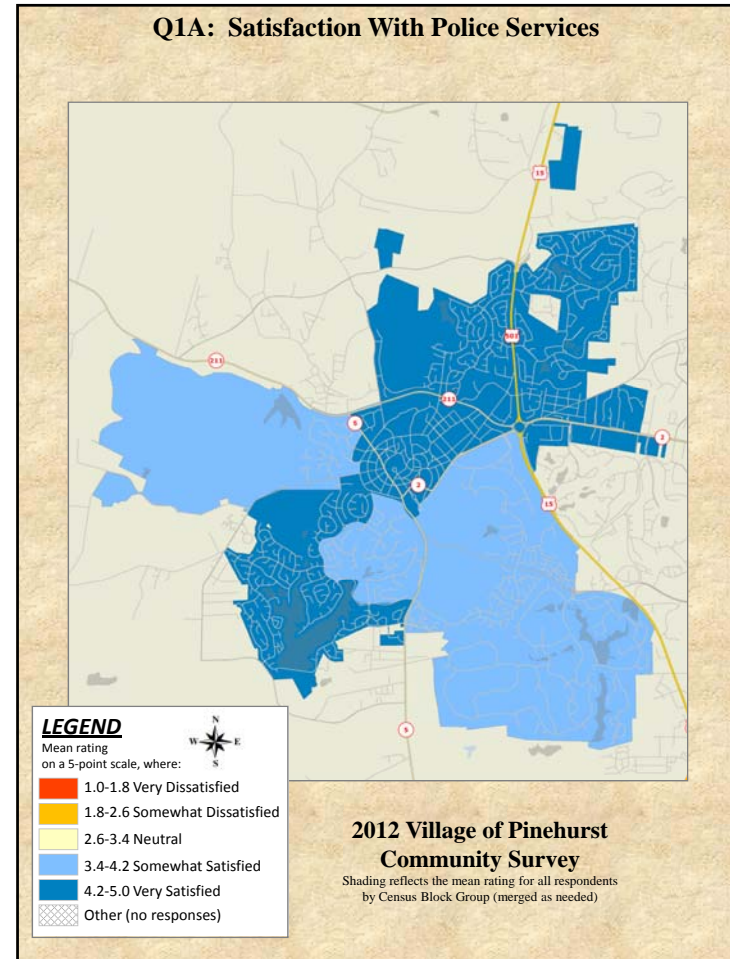 Q1A: Satisfaction With Police Services
15
501
211
211
5
2
2
15
5
LEGEND
Mean rating
on a 5-point scale, where:
N
W E
S
1.0-1.8 Very Dissatisfied
1.8-2.6 Somewhat Dissatisfied
2.6-3.4 Neutral
3.4-4.2 Somewhat Satisfied
4.2-5.0 Very Satisfied
Other (no responses)
2012 Village of Pinehurst
Community Survey
Shading reflects the mean rating for all respondents
by Census Block Group (merged as needed)